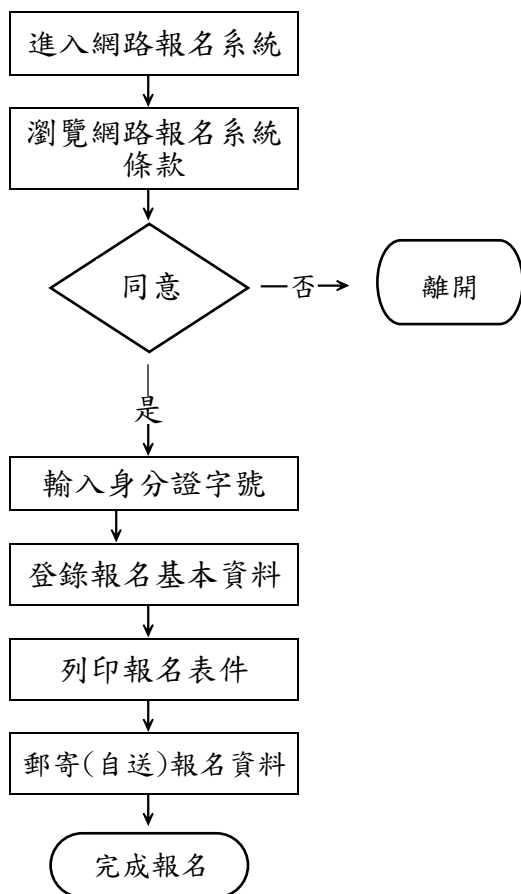 進入網路報名系統
瀏覽網路報名系統
條款
同意
否
離開
是
輸入身分證字號
登錄報名基本資料
列印報名表件
郵寄(自送)報名資料
完成報名